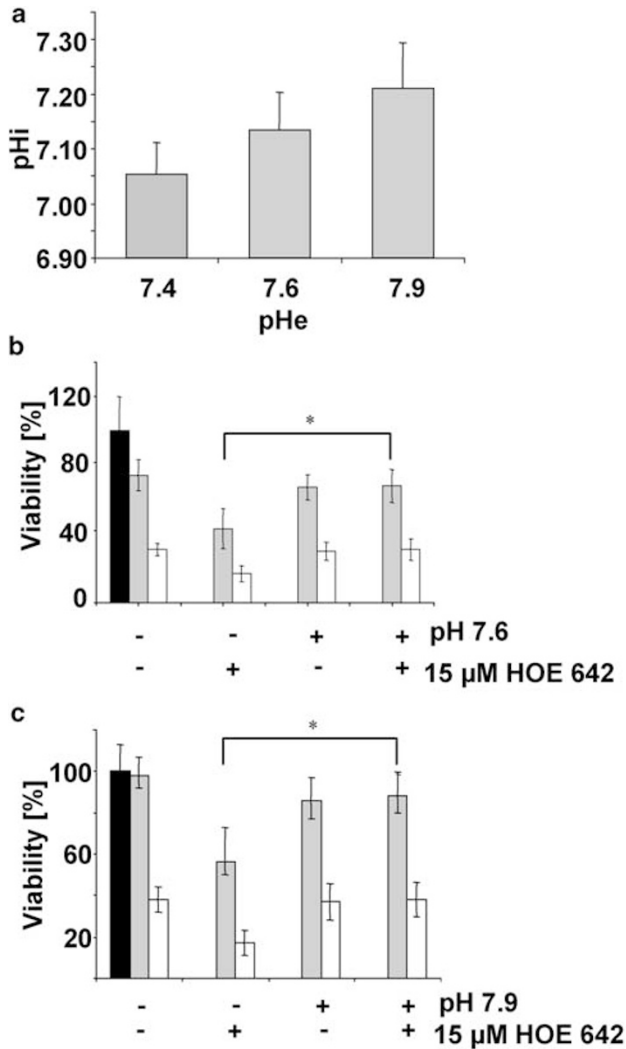 a
7.30
7.20
7.10
7.00
6.90
pHi
7.4 7.6 7.9
pHe
b
120
80
40
0
Viability [%]
*
- - + + pH 7.6
- + - + 15 µM HOE 642
c
100
60
20
Viability [%]
*
- - + + pH 7.9
- + - + 15 µM HOE 642